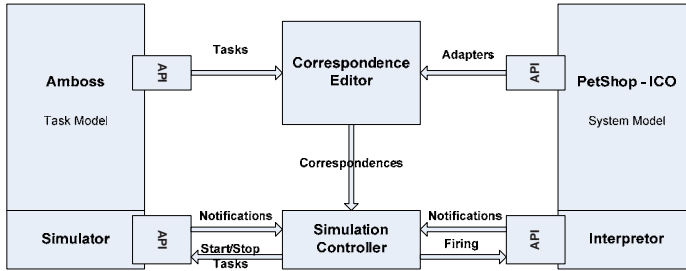 Amboss
Task Model
API
Tasks
Correspondence
Editor
Adapters
API
PetShop - ICO
System Model
Correspondences
Simulator
API
Notifications
Start/Stop
Tasks
Simulation
Controller
Notifications
Firing
API
Interpretor